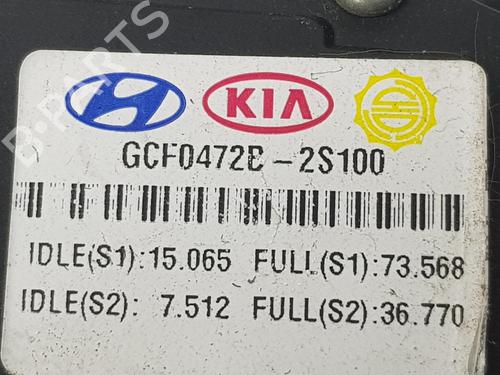 B-PARTS
KIA
GCF0472B-2S100
IDLE(S1):15.065 FULL(S1):73.568
IDLE(S2): 7.512 FULL(S2):36.770